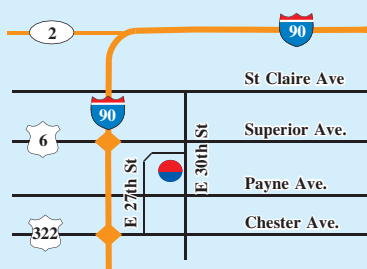 2
90
St Claire Ave
90
Superior Ave.
6
E 27th St
E 30th St
Payne Ave.
Chester Ave.
322